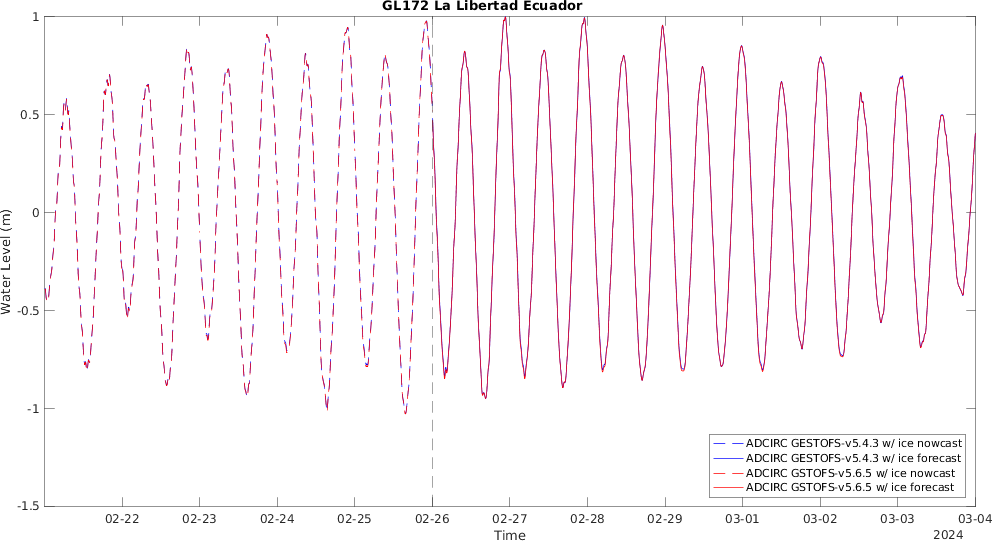 GL172 La Libertad Ecuador
1
0.5
0
-0.5
-1
-1.5
Water Level (m)
ADCIRC GESTOFS-v5.4.3 w/ ice nowcast
ADCIRC GESTOFS-v5.4.3 w/ ice forecast
ADCIRC GSTOFS-v5.6.5 w/ ice nowcast
ADCIRC GSTOFS-v5.6.5 w/ ice forecast
02-22 02-23 02-24 02-25 02-26 02-27 02-28 02-29 03-01 03-02 03-03 03-04
Time
2024